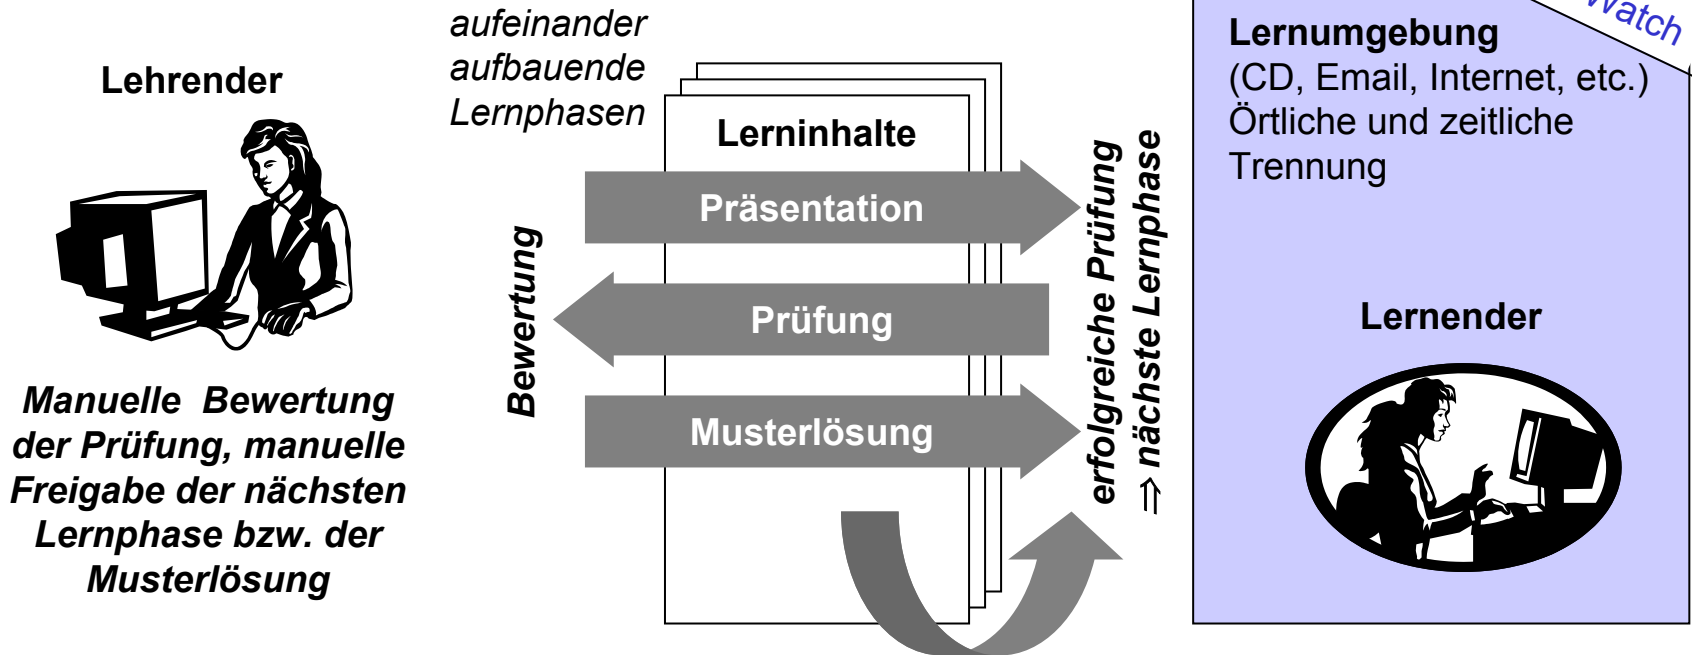 Lehrender
Manuelle Bewertung
der Prüfung, manuelle
Freigabe der nächsten
Lernphase bzw. der
Musterlösung
aufeinander
aufbauende
Lernphasen
Lerninhalte
Präsentation
Prüfung
Musterlösung
Bewertung
erfolgreiche Prüfung
⇒ nächste Lernphase
Watch
Lernumgebung
(CD, Email, Internet, etc.)
Örtliche und zeitliche
Trennung
Lernender